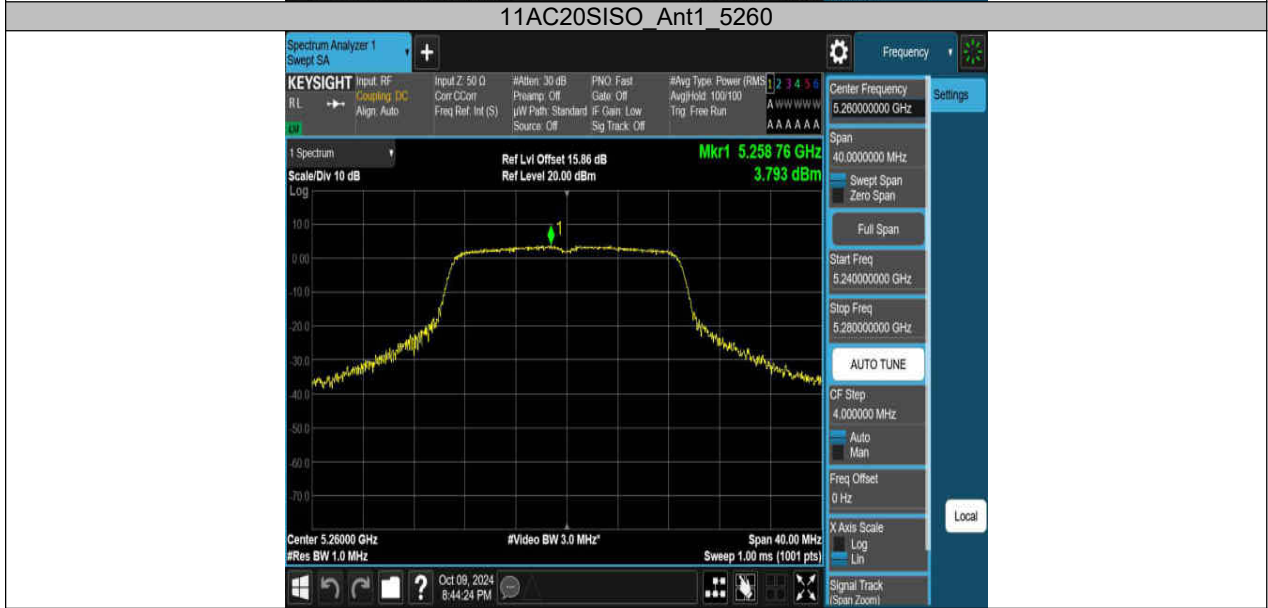 11AC20SISO_Ant1_5260
Spectrum Analyzer 1
Swept SA
+
Frequency
KEYSIGHT
RL
Input: RF
Coupling: DC
Align: Auto
Input Z: 50 Ω
Corr CCorr
Freq Ref: Int (S)
#Atten: 30 dB
Preamp: Off
µW Path: Standard
Source: Off
PNO: Fast
Gate: Off
IF Gain: Low
Sig Track: Off
#Avg Type: Power (RMS
Avg|Hold: 100/100
Trig: Free Run
1 2 3 4 5 6
A W W W W W
A A A A A A
1 Spectrum
Scale/Div 10 dB
Ref Lvl Offset 15.86 dB
Ref Level 20.00 dBm
Mkr1 5.258 76 GHz
3.793 dBm
Log
10.0
0.00
-10.0
-20.0
-30.0
-40.0
-50.0
-60.0
-70.0
1
Center 5.26000 GHz
#Res BW 1.0 MHz
#Video BW 3.0 MHz*
Span 40.00 MHz
Sweep 1.00 ms (1001 pts)
Center Frequency
5.260000000 GHz
Settings
Span
40.0000000 MHz
Swept Span
Zero Span
Full Span
Start Freq
5.240000000 GHz
Stop Freq
5.280000000 GHz
AUTO TUNE
CF Step
4.000000 MHz
Auto
Man
Freq Offset
0 Hz
X Axis Scale
Log
Lin
Local
Signal Track
(Span Zoom)
?
Oct 09, 2024
8:44:24 PM